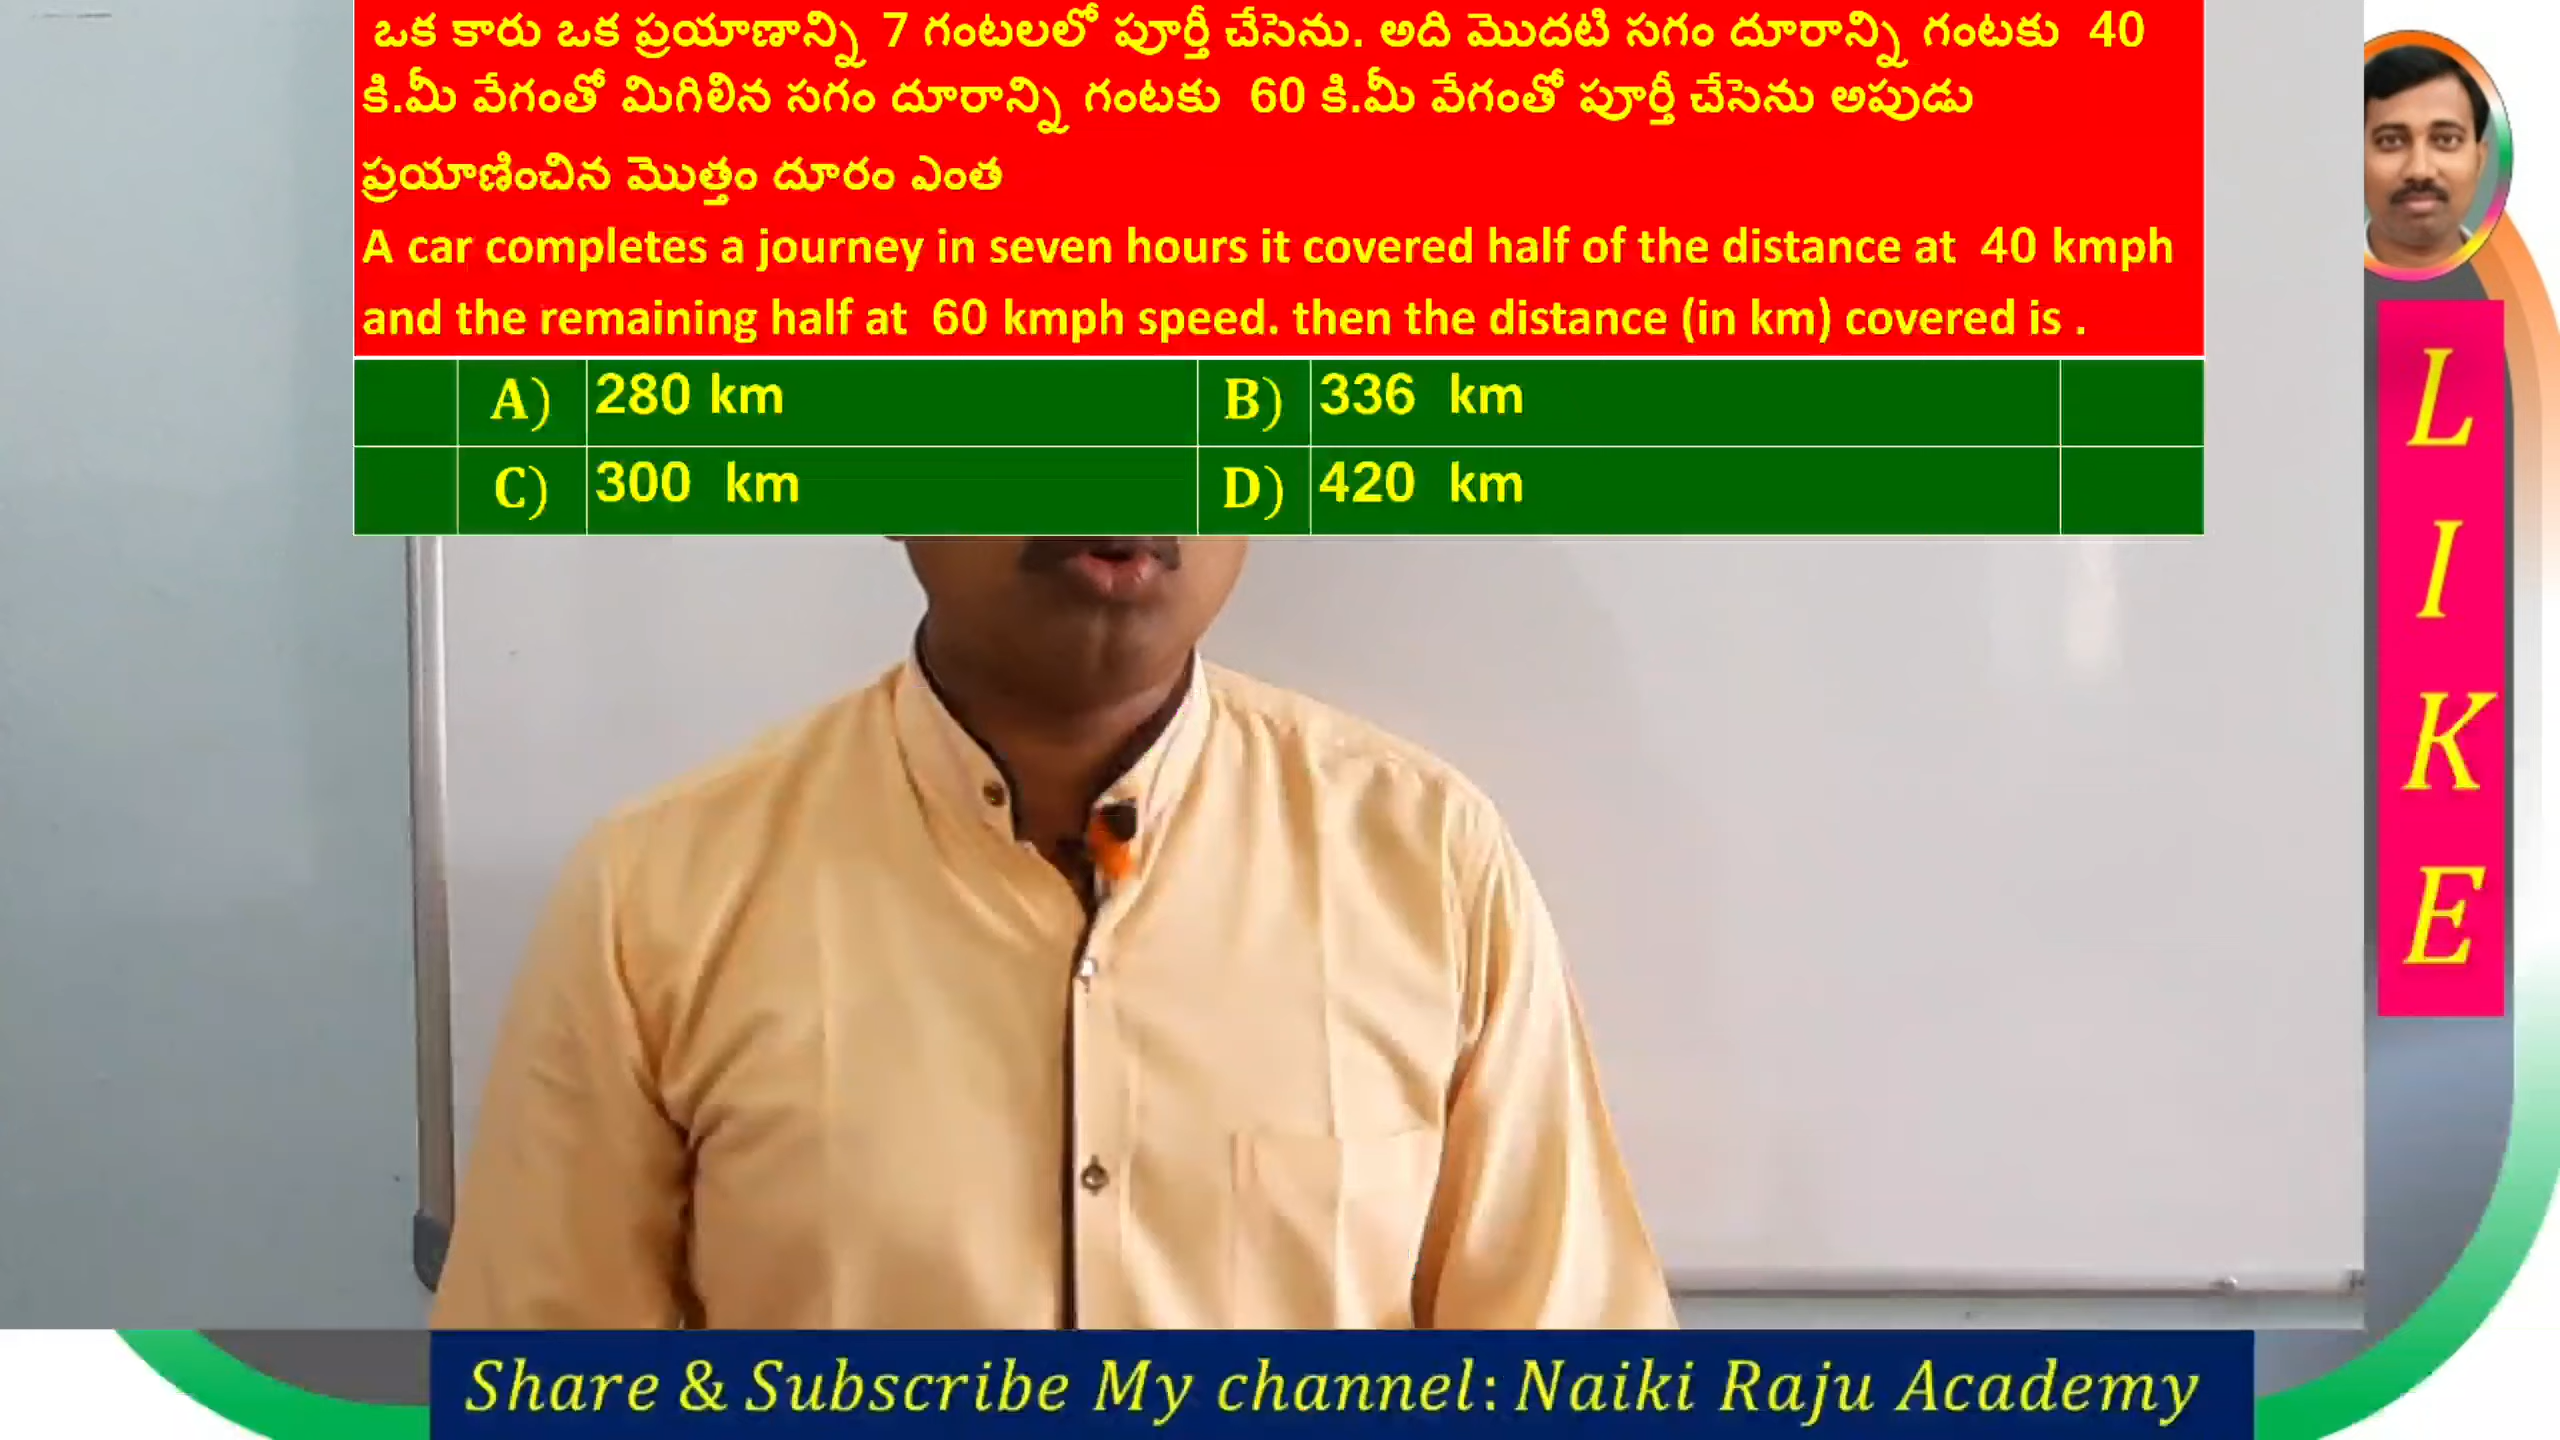 ఒక కారు ఒక ప్రయాణాన్ని 7 గంటలలో పూర్తి చేసెను. అది మొదటి సగం దూరాన్ని గంటకు 40
కి.మీ వేగంతో మిగిలిన సగం దూరాన్ని గంటకు 60 కి.మీ వేగంతో పూర్తి చేసెను అపుడు
ప్రయాణించిన మొత్తం దూరం ఎంత
A car completes a journey in seven hours it covered half of the distance at 40 kmph
and the remaining half at 60 kmph speed. then the distance (in km) covered is .
A) 280 km B) 336 km
C) 300 km D) 420 km
L
I
K
E
Share & Subscribe My channel: Naiki Raju Academy